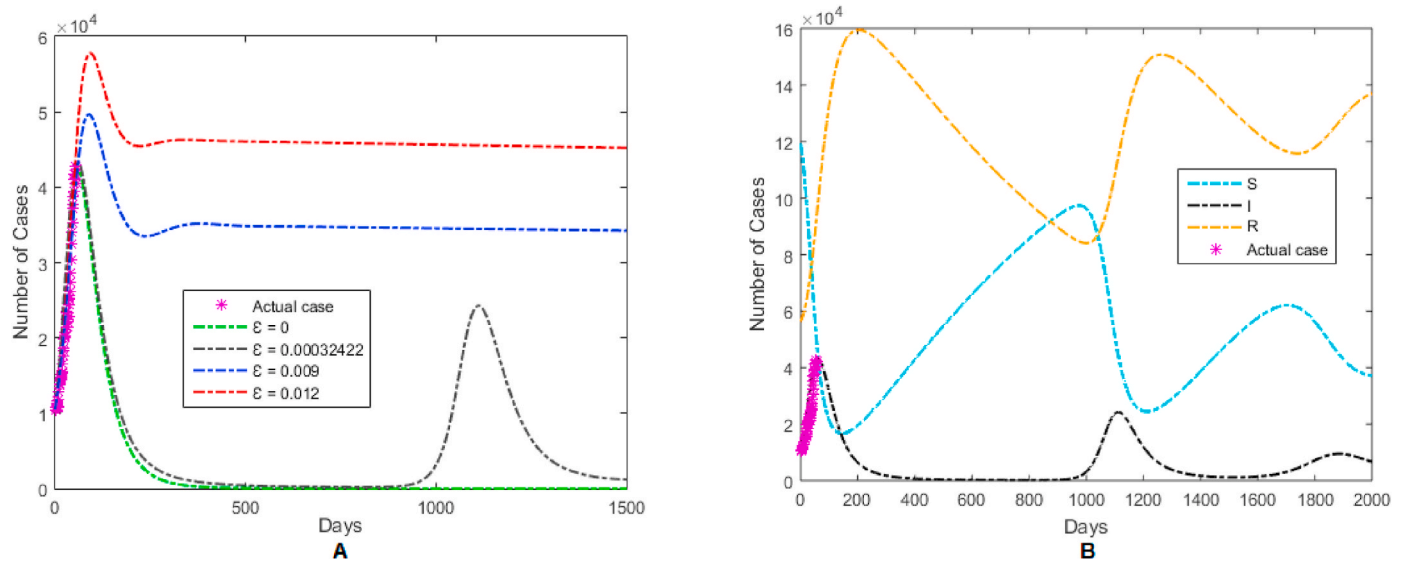 ×10⁴
6
5
4
3
2
1
0
Number of Cases
Actual case
Ɛ = 0
Ɛ = 0.00032422
Ɛ = 0.009
Ɛ = 0.012
0 500 1000 1500
Days
A
×10⁴
16
14
12
10
8
6
4
2
0
Number of Cases
S
I
R
Actual case
0 200 400 600 800 1000 1200 1400 1600 1800 2000
Days
B